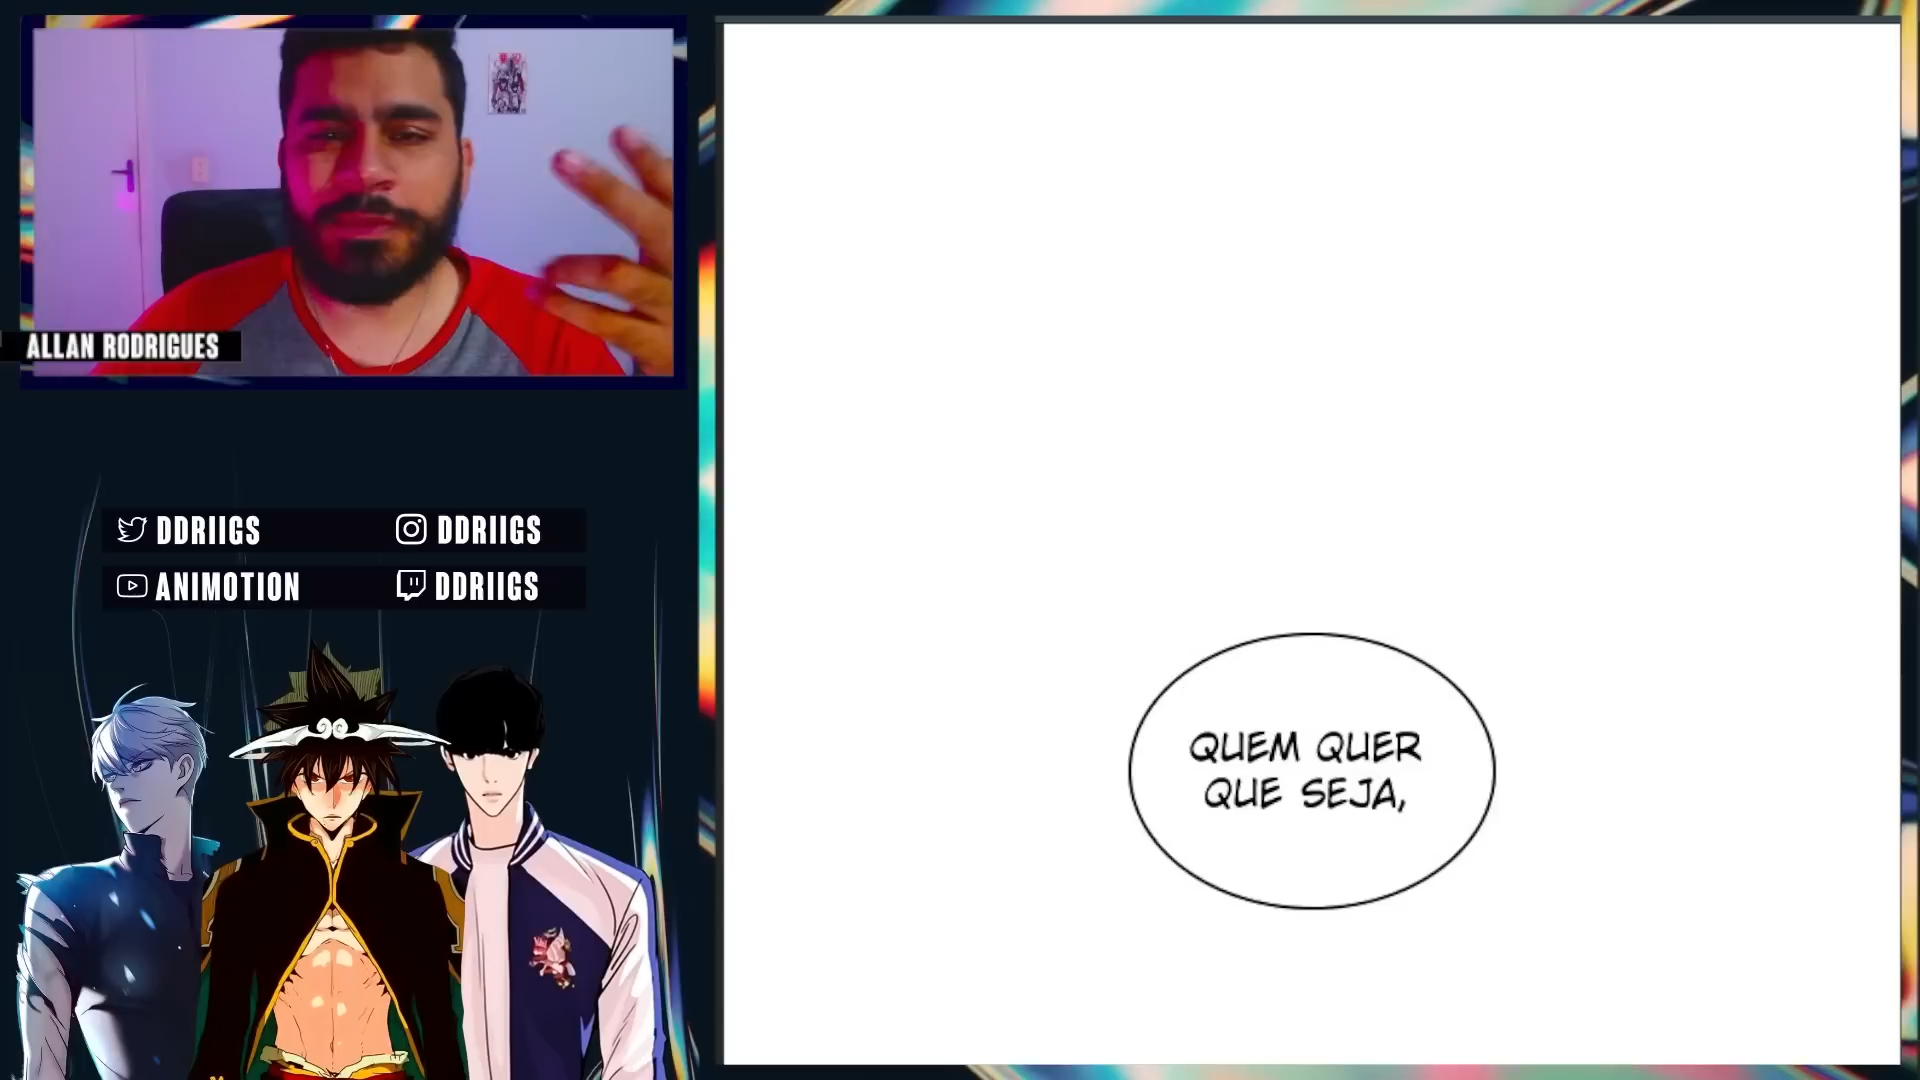 ALLAN RODRIGUES
DDRIIGS
DDRIIGS
ANIMOTION
DDRIIGS
QUEM QUER
QUE SEJA,